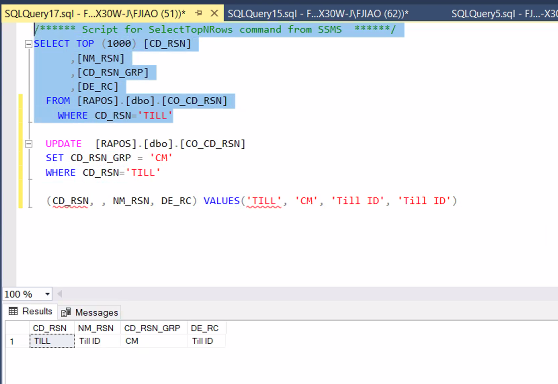 SQLQuery17.sql - F...X30W-J\FJIAO (51))* SQLQuery15.sql - F...X30W-J\FJIAO (62))* SQLQuery5.sql - F...J-X30
/****** Script for SelectTopNRows command from SSMS ******/
SELECT TOP (1000) [CD_RSN]
,[NM_RSN]
,[CD_RSN_GRP]
,[DE_RC]
FROM [RAPOS].[dbo].[CO_CD_RSN]
WHERE CD_RSN='TILL'
UPDATE [RAPOS].[dbo].[CO_CD_RSN]
SET CD_RSN_GRP = 'CM'
WHERE CD_RSN='TILL'
(CD_RSN, , NM_RSN, DE_RC) VALUES('TILL', 'CM', 'Till ID', 'Till ID')
100 %
Results Messages
CD_RSN NM_RSN CD_RSN_GRP DE_RC
1 TILL Till ID CM Till ID